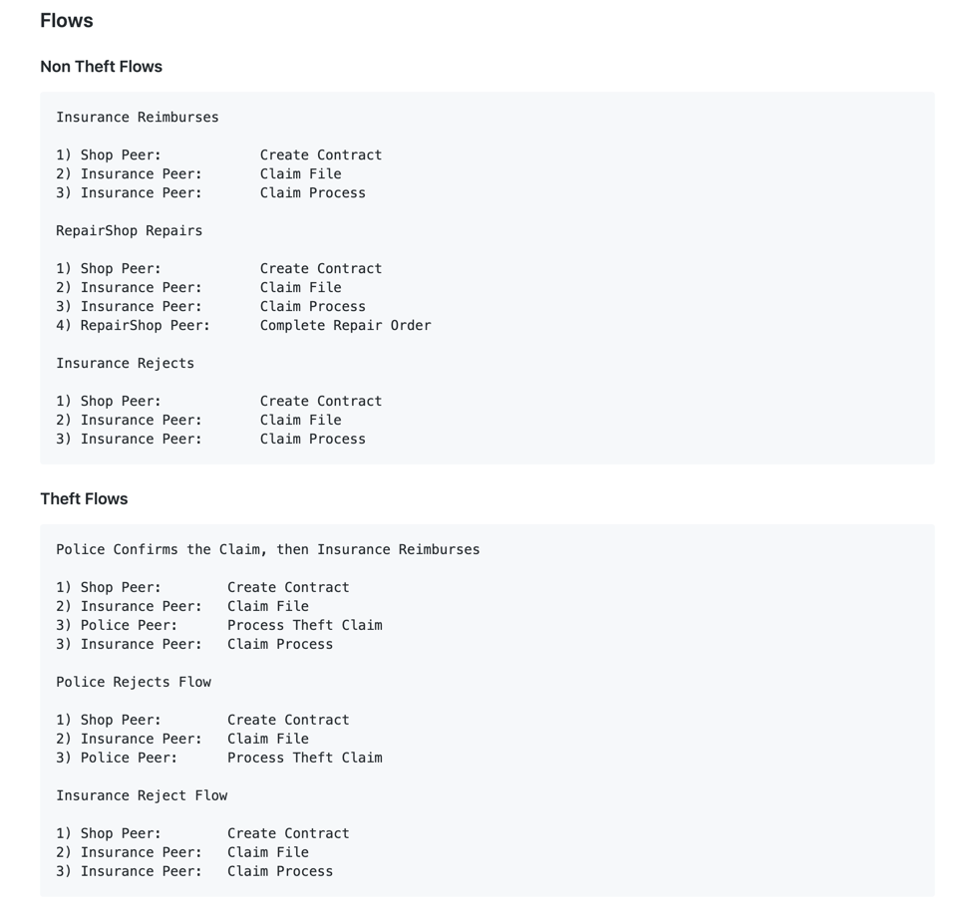 Flows
Non Theft Flows
Insurance Reimburses
1) Shop Peer: Create Contract
2) Insurance Peer: Claim File
3) Insurance Peer: Claim Process
RepairShop Repairs
1) Shop Peer: Create Contract
2) Insurance Peer: Claim File
3) Insurance Peer: Claim Process
4) RepairShop Peer: Complete Repair Order
Insurance Rejects
1) Shop Peer: Create Contract
2) Insurance Peer: Claim File
3) Insurance Peer: Claim Process
Theft Flows
Police Confirms the Claim, then Insurance Reimburses
1) Shop Peer: Create Contract
2) Insurance Peer: Claim File
3) Police Peer: Process Theft Claim
3) Insurance Peer: Claim Process
Police Rejects Flow
1) Shop Peer: Create Contract
2) Insurance Peer: Claim File
3) Police Peer: Process Theft Claim
Insurance Reject Flow
1) Shop Peer: Create Contract
2) Insurance Peer: Claim File
3) Insurance Peer: Claim Process